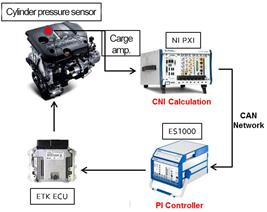 Cylinder pressure sensor
Carge
amp.
NI PXI
CNI Calculation
CAN
Network
ES1000
ETK ECU
PI Controller